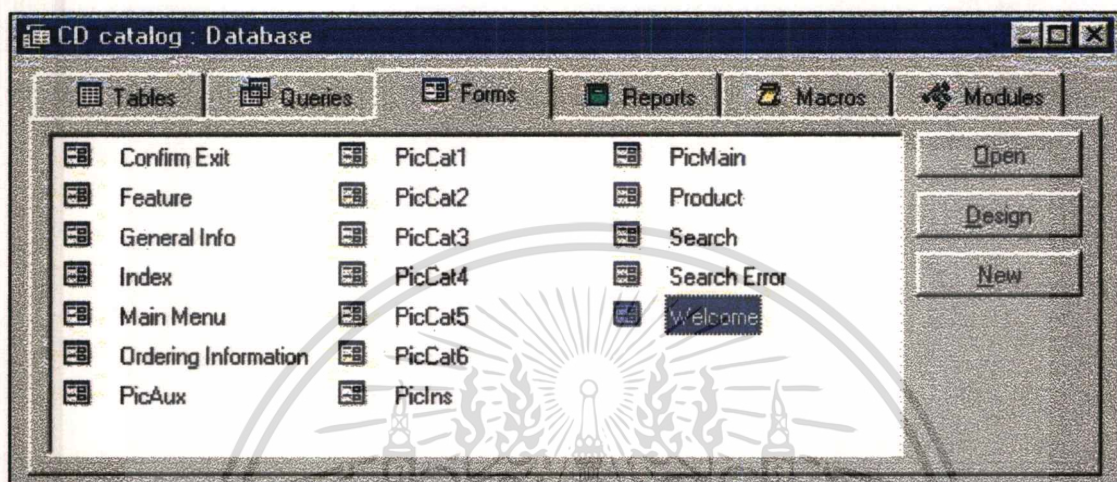 CD catalog : Database
Tables Queries Forms Reports Macros Modules
Confirm Exit PicCat1 PicMain Open
Feature PicCat2 Product Design
General Info PicCat3 Search New
Index PicCat4 Search Error
Main Menu PicCat5 Welcome
Ordering Information PicCat6
PicAux PicIns